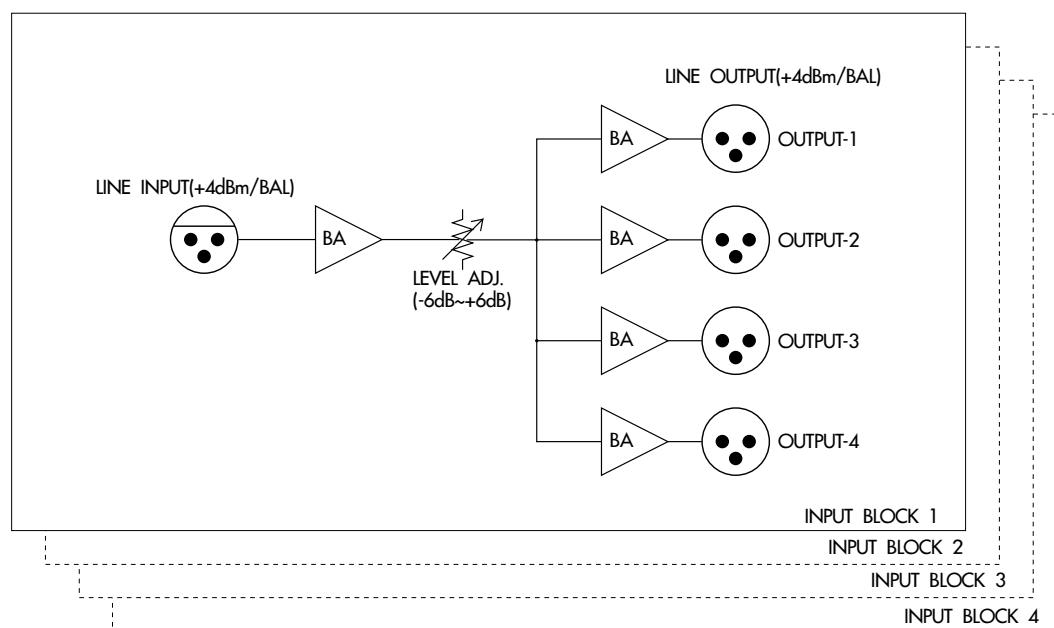 LINE OUTPUT(+4dBm/BAL)
BA
OUTPUT-1
LINE INPUT(+4dBm/BAL)
BA
BA
OUTPUT-2
LEVEL ADJ.
(-6dB~+6dB)
BA
OUTPUT-3
BA
OUTPUT-4
INPUT BLOCK 1
INPUT BLOCK 2
INPUT BLOCK 3
INPUT BLOCK 4